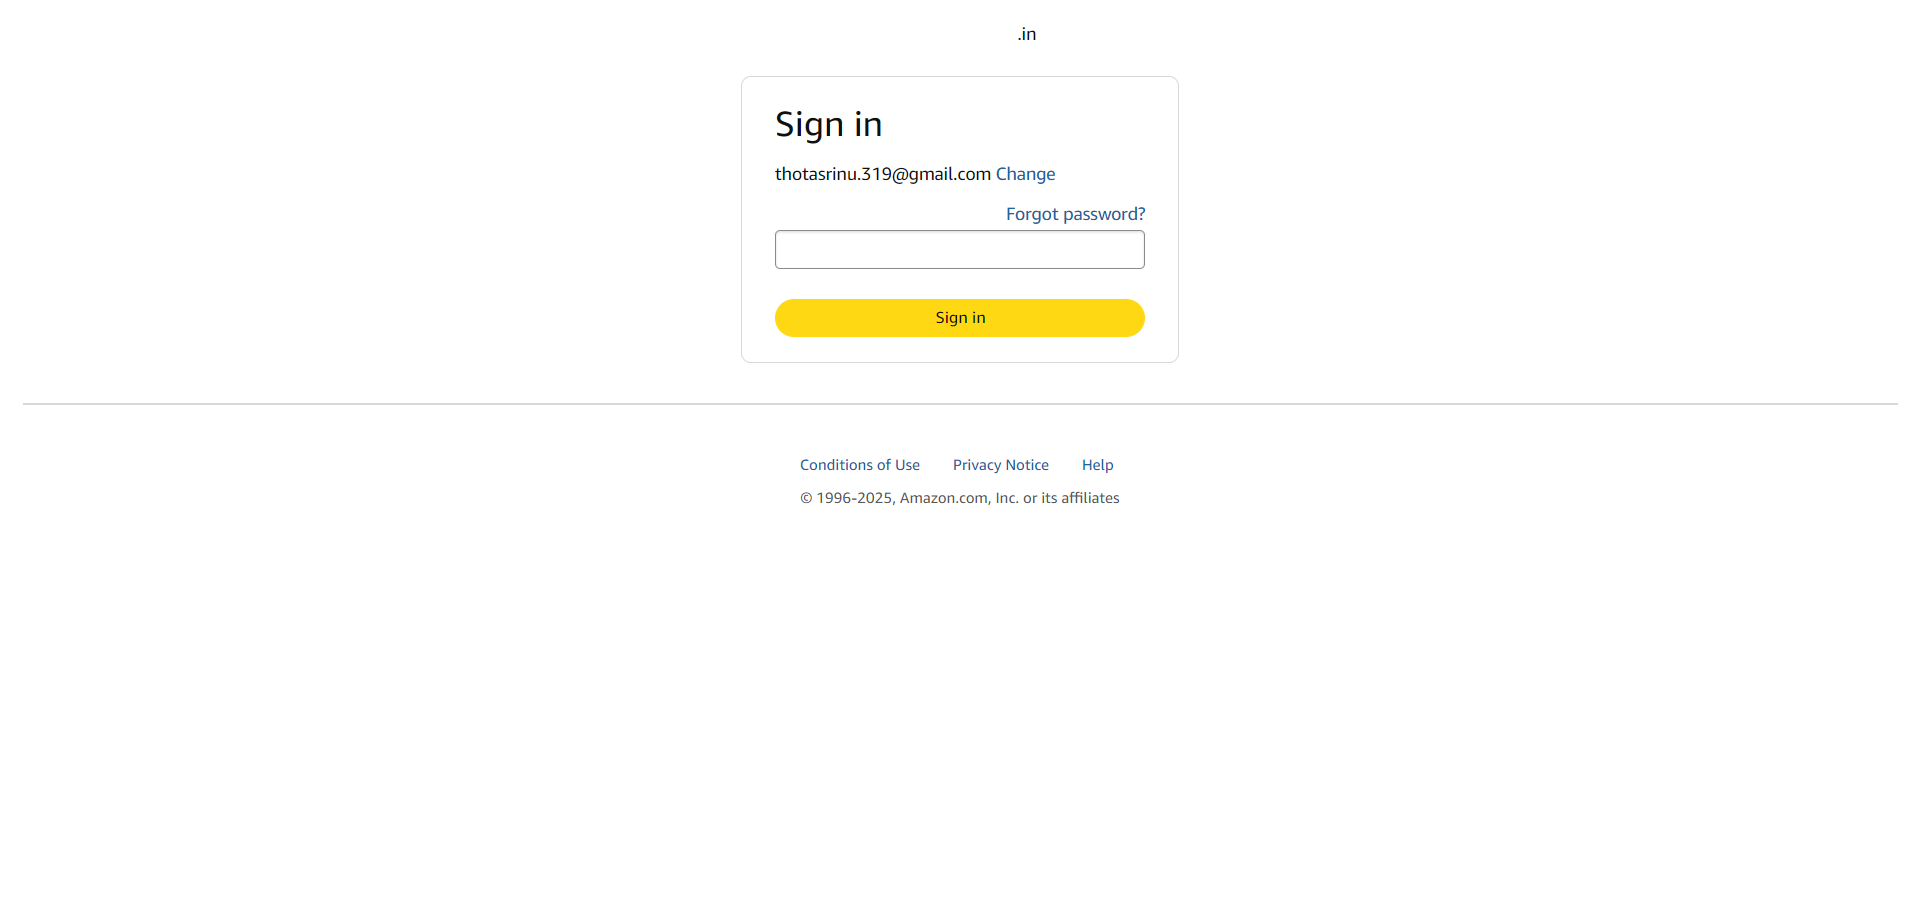 .in
Sign in
thotasrinu.319@gmail.com Change
Forgot password?
Sign in
Conditions of Use Privacy Notice Help
© 1996-2025, Amazon.com, Inc. or its affiliates